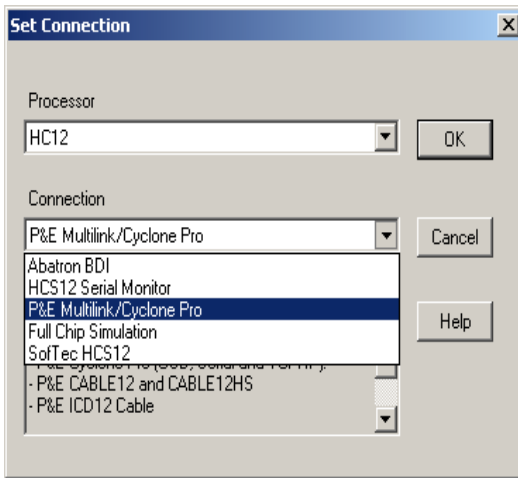 Set Connection
Processor
HC12
OK
Connection
P&E Multilink/Cyclone Pro
Cancel
Abatron BDI
HCS12 Serial Monitor
P&E Multilink/Cyclone Pro
Full Chip Simulation
SofTec HCS12
Help
- P&E CABLE12 and CABLE12HS
- P&E ICD12 Cable